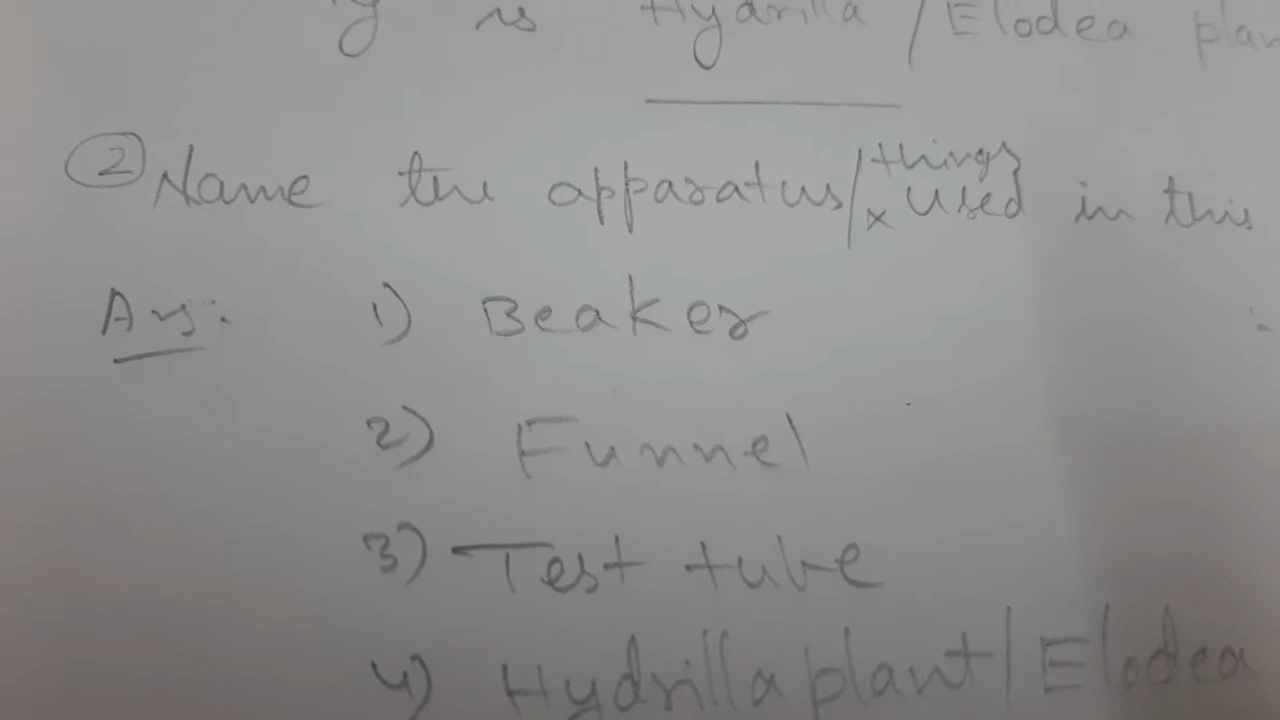 y is Hydrilla / Elodea plan
② Name the apparatus/ things
x used in this
Ans:
1) Beaker
2) Funnel
3) Test tube
4) Hydrilla plant / Elodea